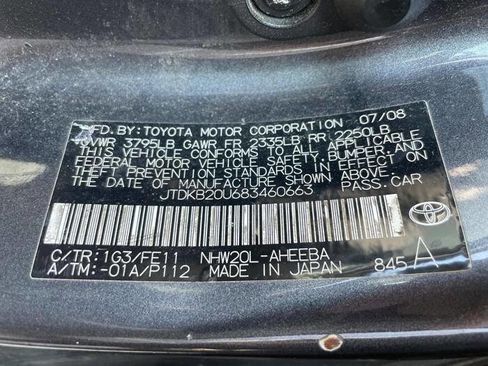 MFD. BY: TOYOTA MOTOR CORPORATION 07/08
GVWR 3795LB GAWR FR 2335LB RR 2250LB
THIS VEHICLE CONFORMS TO ALL APPLICABLE
FEDERAL MOTOR VEHICLE SAFETY, BUMPER, AND
THEFT PREVENTION STANDARDS IN EFFECT ON
THE DATE OF MANUFACTURE SHOWN ABOVE.
JTDKB20U683460663 PASS.CAR
C/TR:1G3/FE11 NHW20L-AHEEBA
A/TM:-01A/P112 MADE IN JAPAN 845 A
TOYOTA